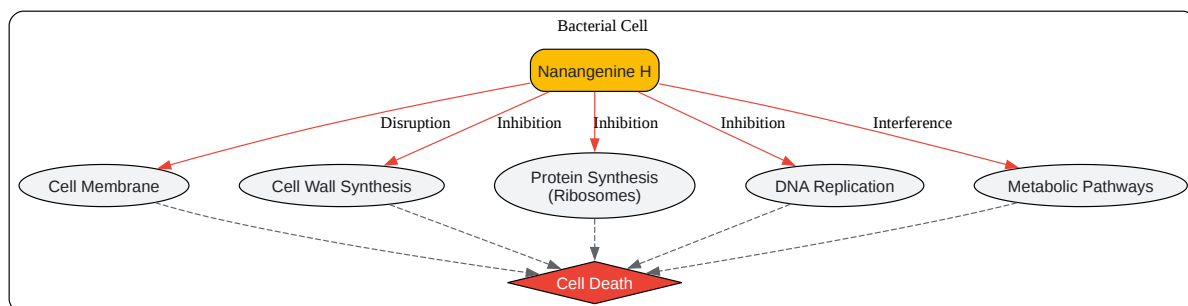 Bacterial Cell
Nanangenine H
Disruption
Inhibition
Inhibition
Inhibition
Interference
Cell Membrane
Cell Wall Synthesis
Protein Synthesis
(Ribosomes)
DNA Replication
Metabolic Pathways
Cell Death